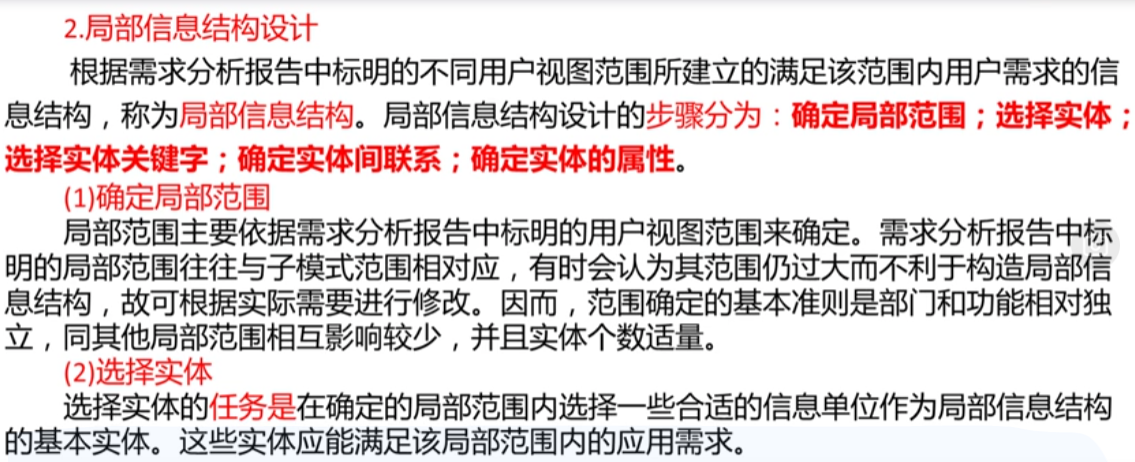 2.局部信息结构设计
根据需求分析报告中标明的不同用户视图范围所建立的满足该范围内用户需求的信
息结构，称为局部信息结构。局部信息结构设计的步骤分为：确定局部范围；选择实体；
选择实体关键字；确定实体间联系；确定实体的属性。
(1)确定局部范围
局部范围主要依据需求分析报告中标明的用户视图范围来确定。需求分析报告中标
明的局部范围往往与子模式范围相对应，有时会认为其范围仍过大而不利于构造局部信
息结构，故可根据实际需要进行修改。因而，范围确定的基本准则是部门和功能相对独
立，同其他局部范围相互影响较少，并且实体个数适量。
(2)选择实体
选择实体的任务是在确定的局部范围内选择一些合适的信息单位作为局部信息结构
的基本实体。这些实体应能满足该局部范围内的应用需求。